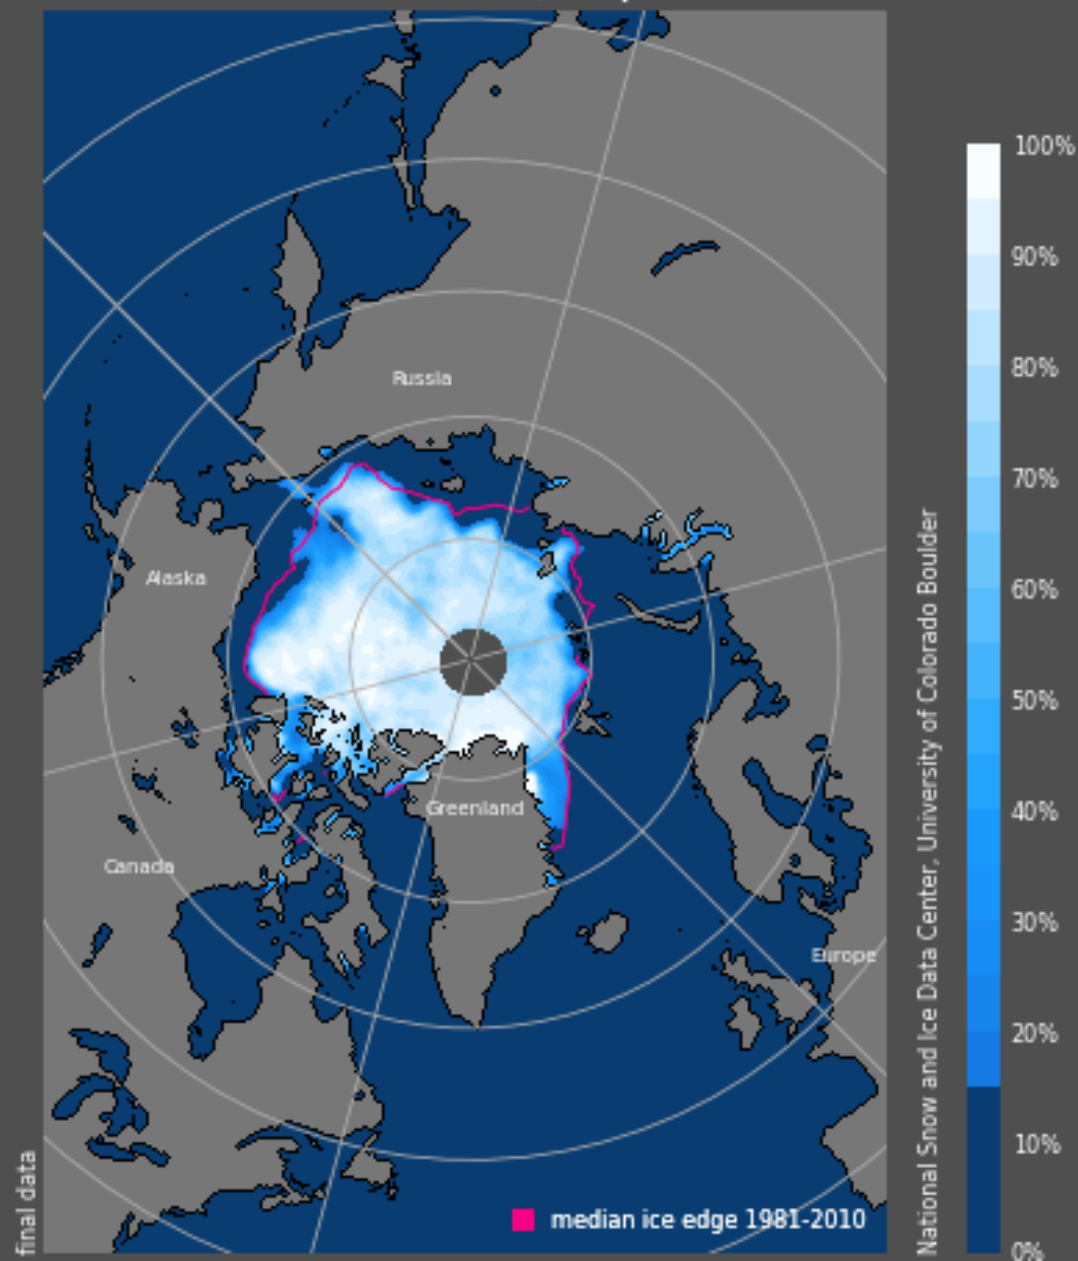 100%
90%
80%
Russia
70%
60%
Alaska
50%
40%
Greenland
Canada
30%
Europe
20%
10%
median ice edge 1981-2010
0%
final data
National Snow and Ice Data Center, University of Colorado Boulder